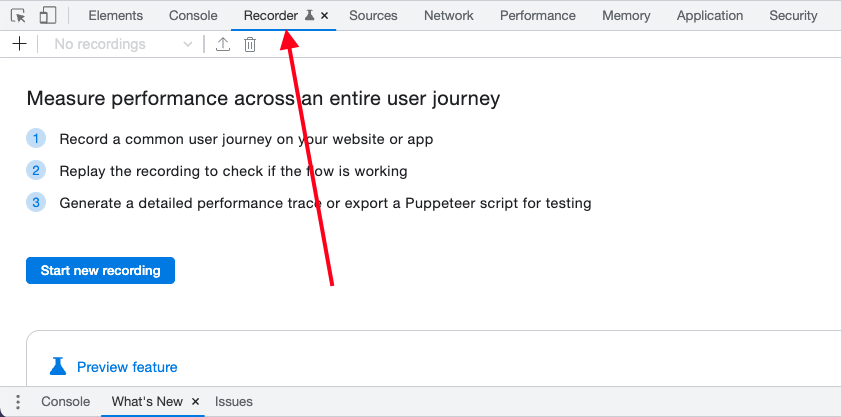 Elements Console Recorder × Sources Network Performance Memory Application Security
No recordings
Measure performance across an entire user journey
1 Record a common user journey on your website or app
2 Replay the recording to check if the flow is working
3 Generate a detailed performance trace or export a Puppeteer script for testing
Start new recording
Preview feature
Console What's New × Issues